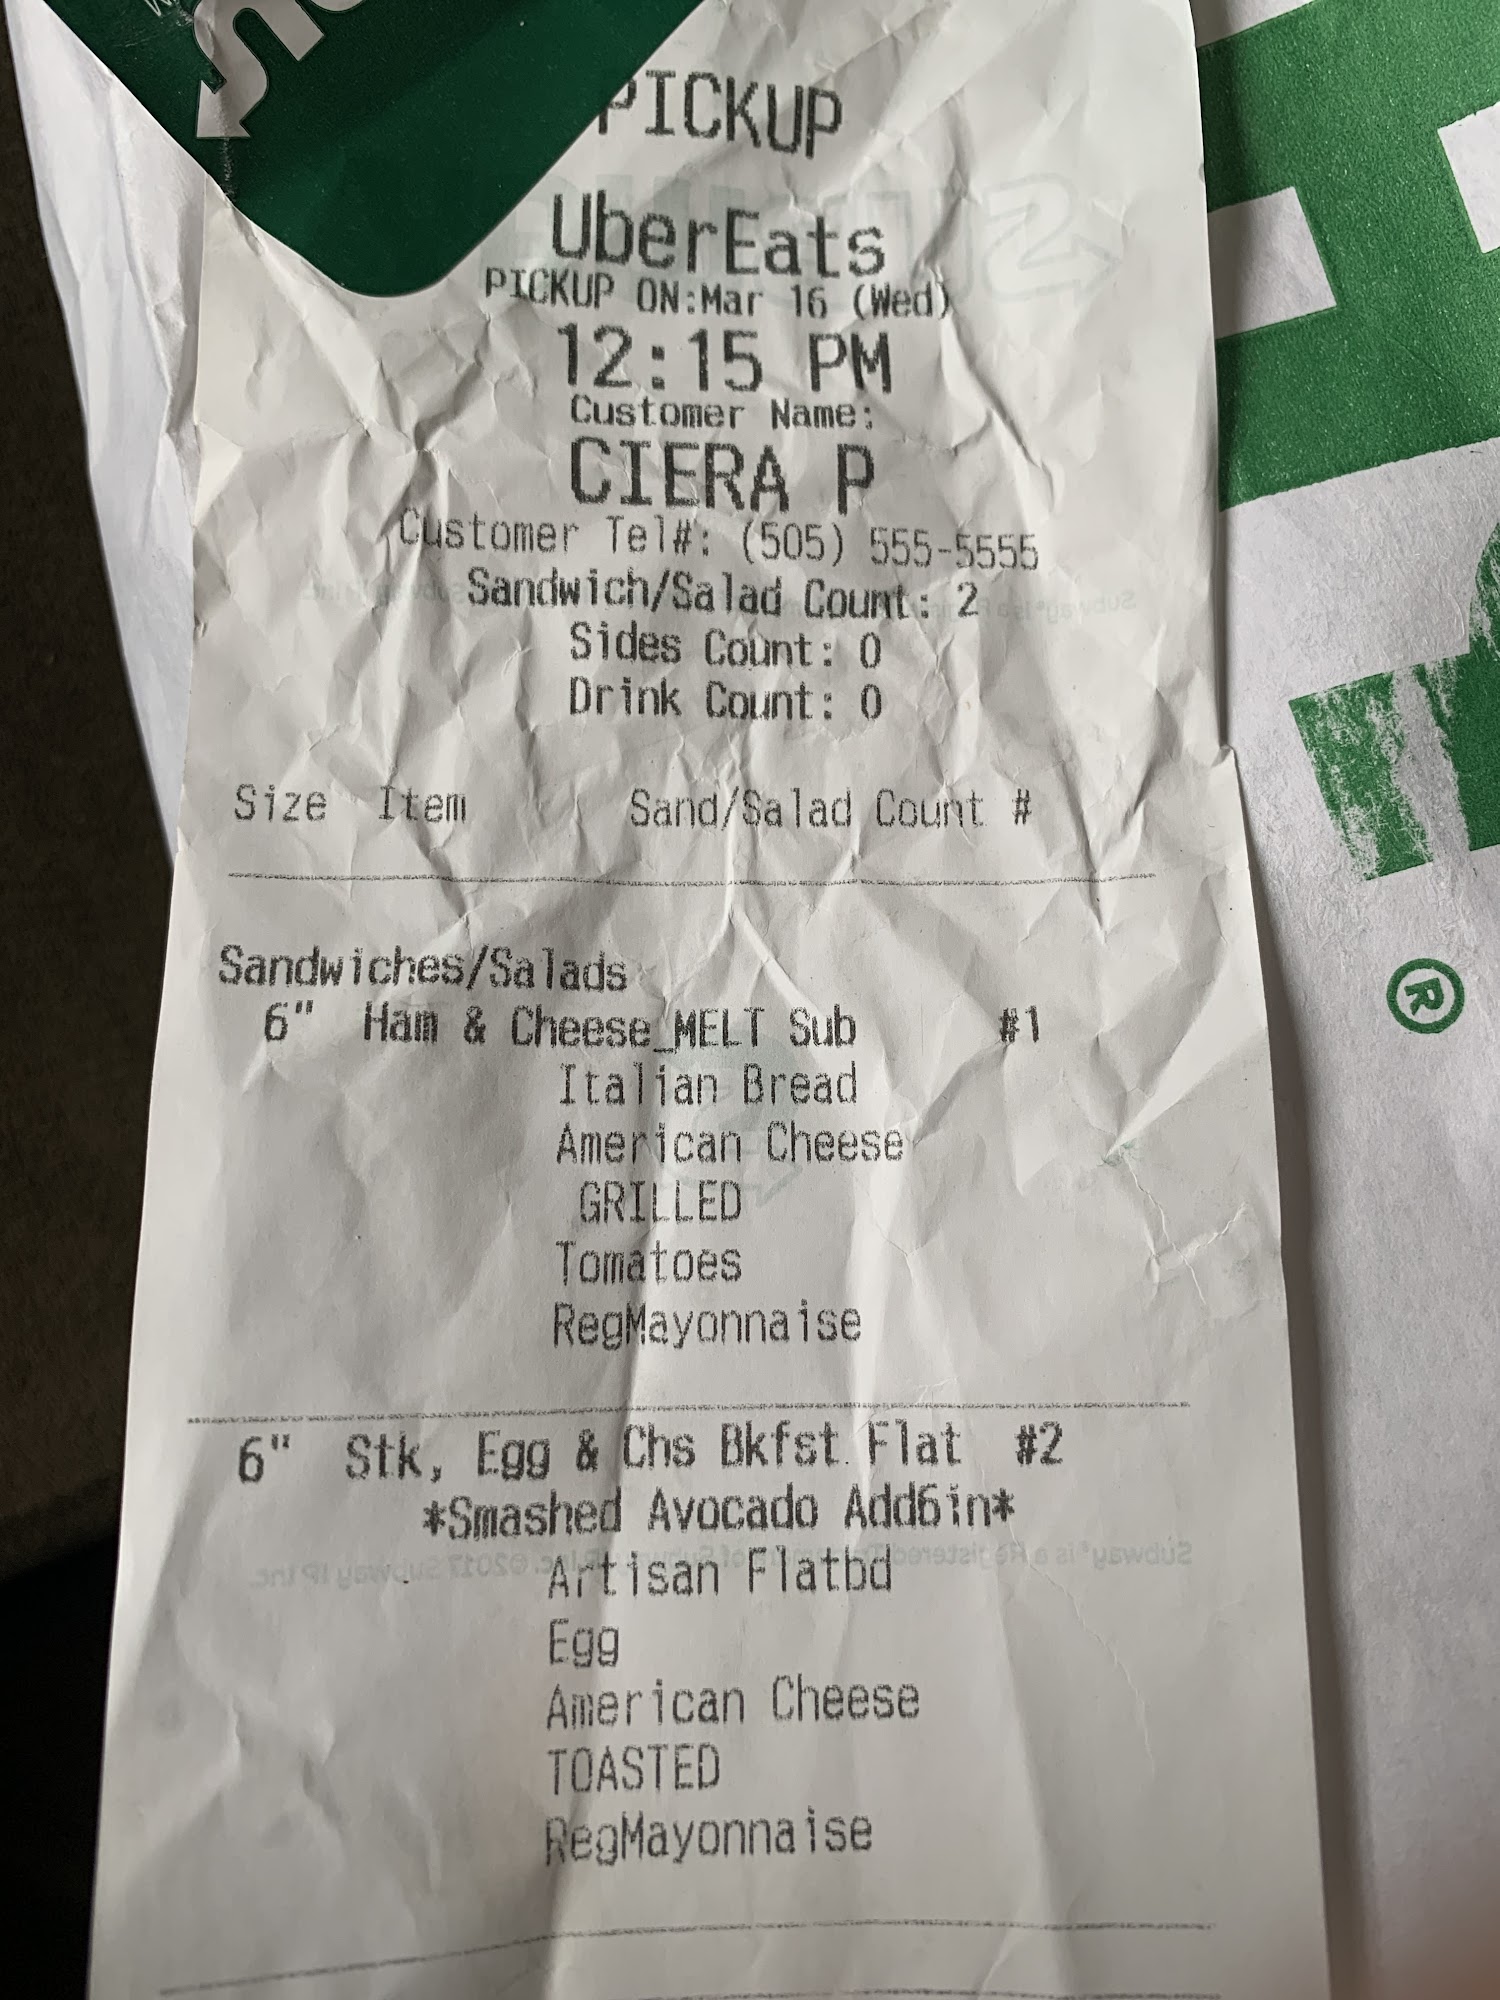 PICKUP
UberEats
PICKUP ON:Mar 16 (Wed)
12:15 PM
Customer Name:
CIERA P
Customer Tel#: (505) 555-5555
Sandwich/Salad Count: 2
Sides Count: 0
Drink Count: 0
Size Item Sand/Salad Count #
Sandwiches/Salads
6" Ham & Cheese_MELT Sub #1
Italian Bread
American Cheese
GRILLED
Tomatoes
RegMayonnaise
6" Stk, Egg & Chs Bkfst Flat #2
*Smashed Avocado Add6in*
Artisan Flatbd
Egg
American Cheese
TOASTED
RegMayonnaise
®